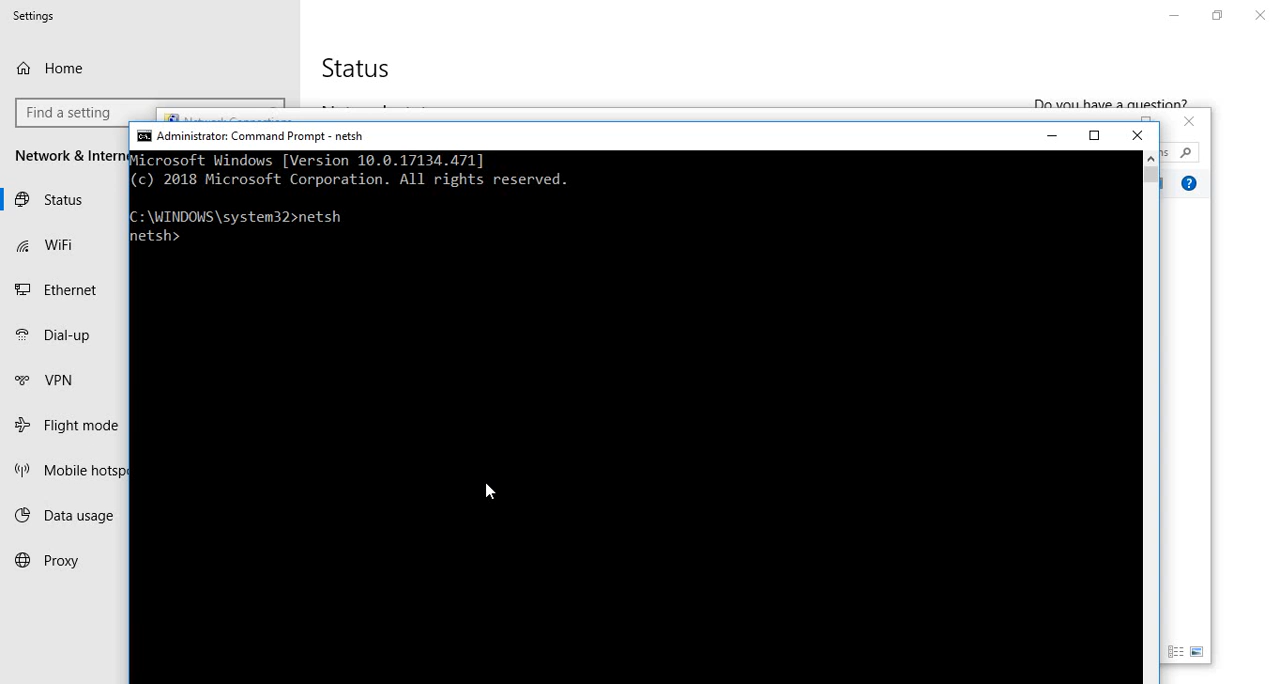 Settings
Home
Find a setting
Network & Intern
Status
WiFi
Ethernet
Dial-up
VPN
Flight mode
Mobile hotspo
Data usage
Proxy
Status
Do you have a question?
Network Connections
Administrator: Command Prompt - netsh
Microsoft Windows [Version 10.0.17134.471]
(c) 2018 Microsoft Corporation. All rights reserved.
C:\WINDOWS\system32>netsh
netsh>